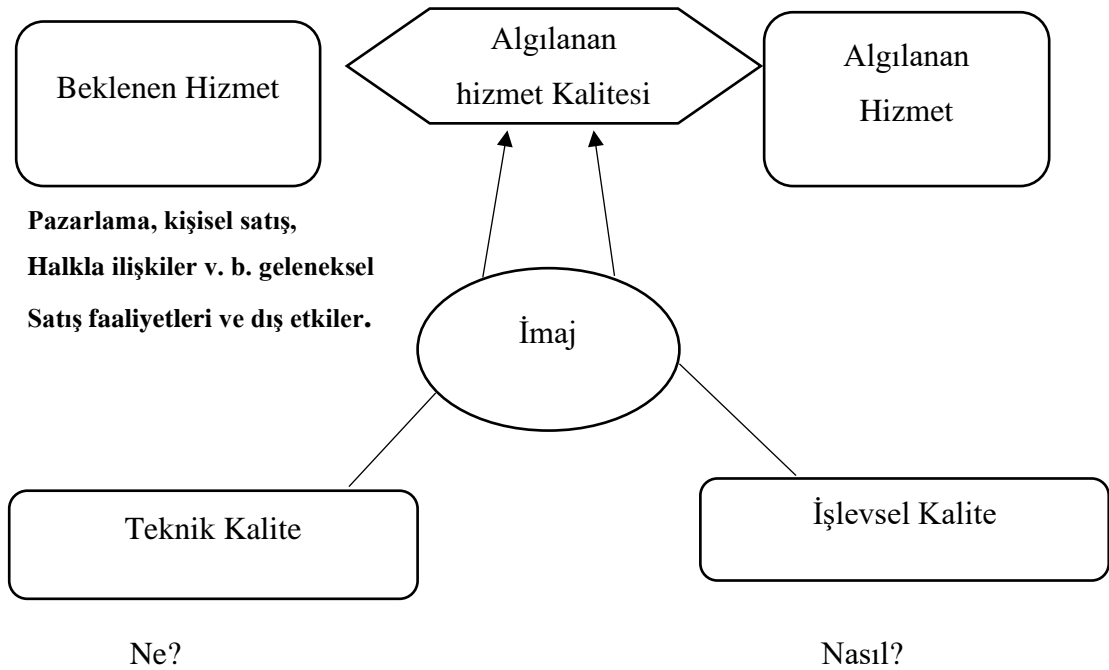 Beklenen Hizmet
Algılanan
hizmet Kalitesi
Algılanan
Hizmet
Pazarlama, kişisel satış,
Halkla ilişkiler v. b. geleneksel
Satış faaliyetleri ve dış etkiler.
İmaj
Teknik Kalite
İşlevsel Kalite
Ne?
Nasıl?